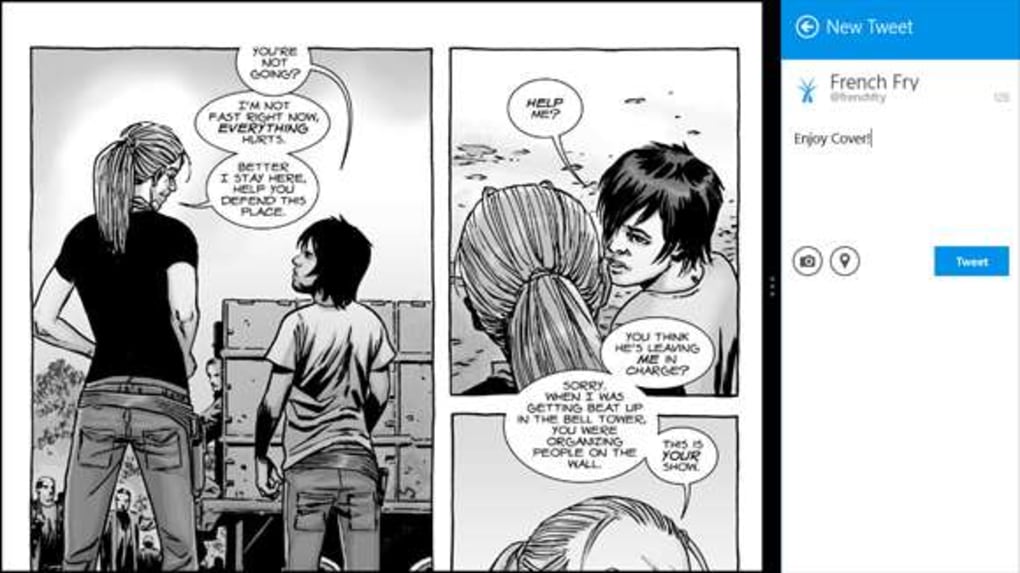 YOU'RE
NOT
GOING?
I'M NOT
FAST RIGHT NOW,
EVERYTHING
HURTS.
BETTER
I STAY HERE,
HELP YOU
DEFEND THIS
PLACE.
HELP
ME?
YOU THINK
HE'S LEAVING
ME IN
CHARGE?
SORRY.
WHEN I WAS
GETTING BEAT UP
IN THE BELL TOWER,
YOU WERE
ORGANIZING
PEOPLE ON THE
WALL.
THIS IS
YOUR
SHOW.
New Tweet
French Fry
@frenchfry
Enjoy Cover!
Tweet